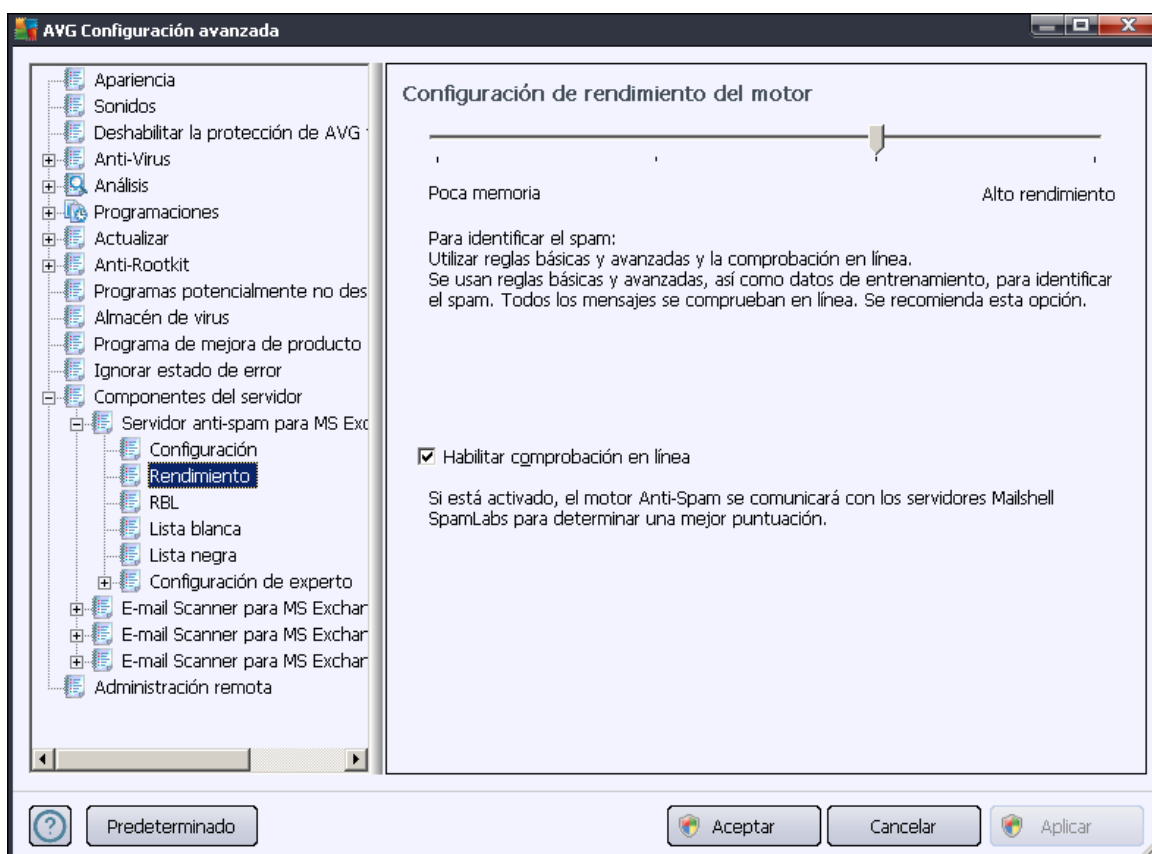 AVG Configuración avanzada
Apariencia
Sonidos
Deshabilitar la protección de AVG
Anti-Virus
Análisis
Programaciones
Actualizar
Anti-Rootkit
Programas potencialmente no des
Almacén de virus
Programa de mejora de producto
Ignorar estado de error
Componentes del servidor
Servidor anti-spam para MS Exc
Configuración
Rendimiento
RBL
Lista blanca
Lista negra
Configuración de experto
E-mail Scanner para MS Exchan
E-mail Scanner para MS Exchan
E-mail Scanner para MS Exchan
Administración remota
Configuración de rendimiento del motor
Poca memoria
Alto rendimiento
Para identificar el spam:
Utilizar reglas básicas y avanzadas y la comprobación en línea.
Se usan reglas básicas y avanzadas, así como datos de entrenamiento, para identificar
el spam. Todos los mensajes se comprueban en línea. Se recomienda esta opción.
Habilitar comprobación en línea
Si está activado, el motor Anti-Spam se comunicará con los servidores Mailshell
SpamLabs para determinar una mejor puntuación.
Predeterminado
Aceptar
Cancelar
Aplicar